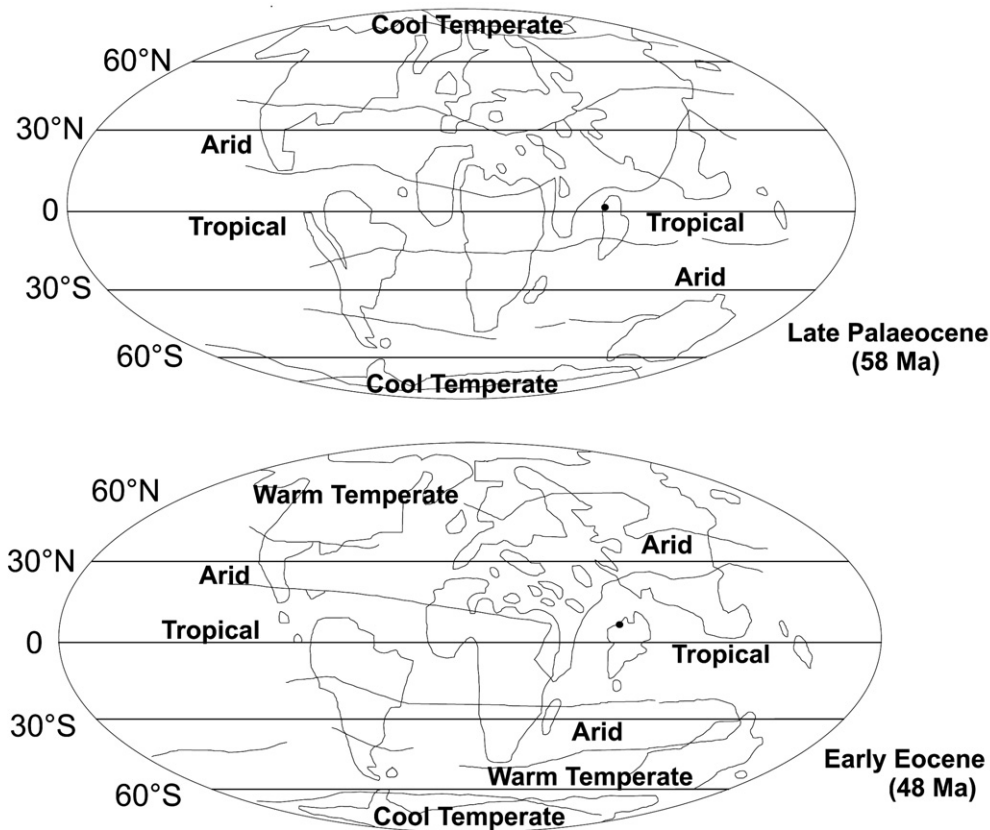 Cool Temperate
60°N
30°N
Arid
0
Tropical
Tropical
30°S
Arid
60°S
Late Palaeocene
(58 Ma)
Cool Temperate
60°N
Warm Temperate
Arid
30°N
Arid
Tropical
0
Tropical
30°S
Arid
Early Eocene
Warm Temperate
(48 Ma)
60°S
Cool Temperate